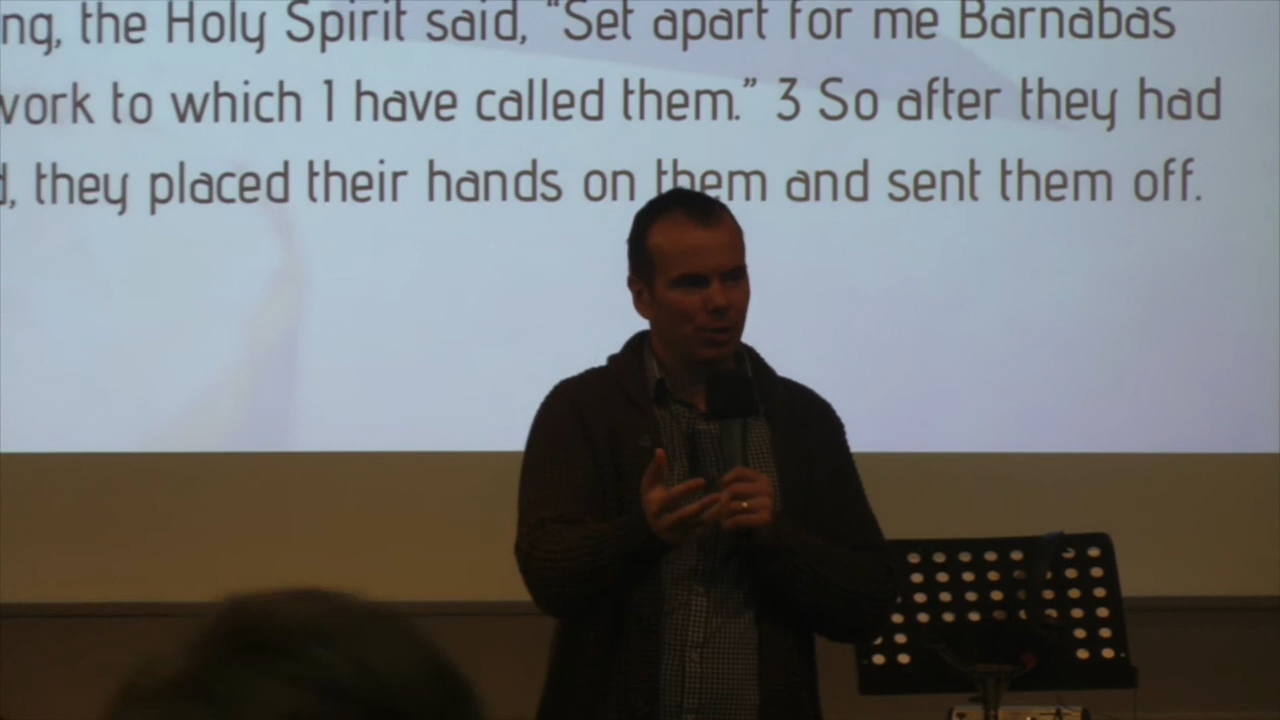 ng, the Holy Spirit said, “Set apart for me Barnabas
work to which I have called them.” 3 So after they had
d, they placed their hands on them and sent them off.